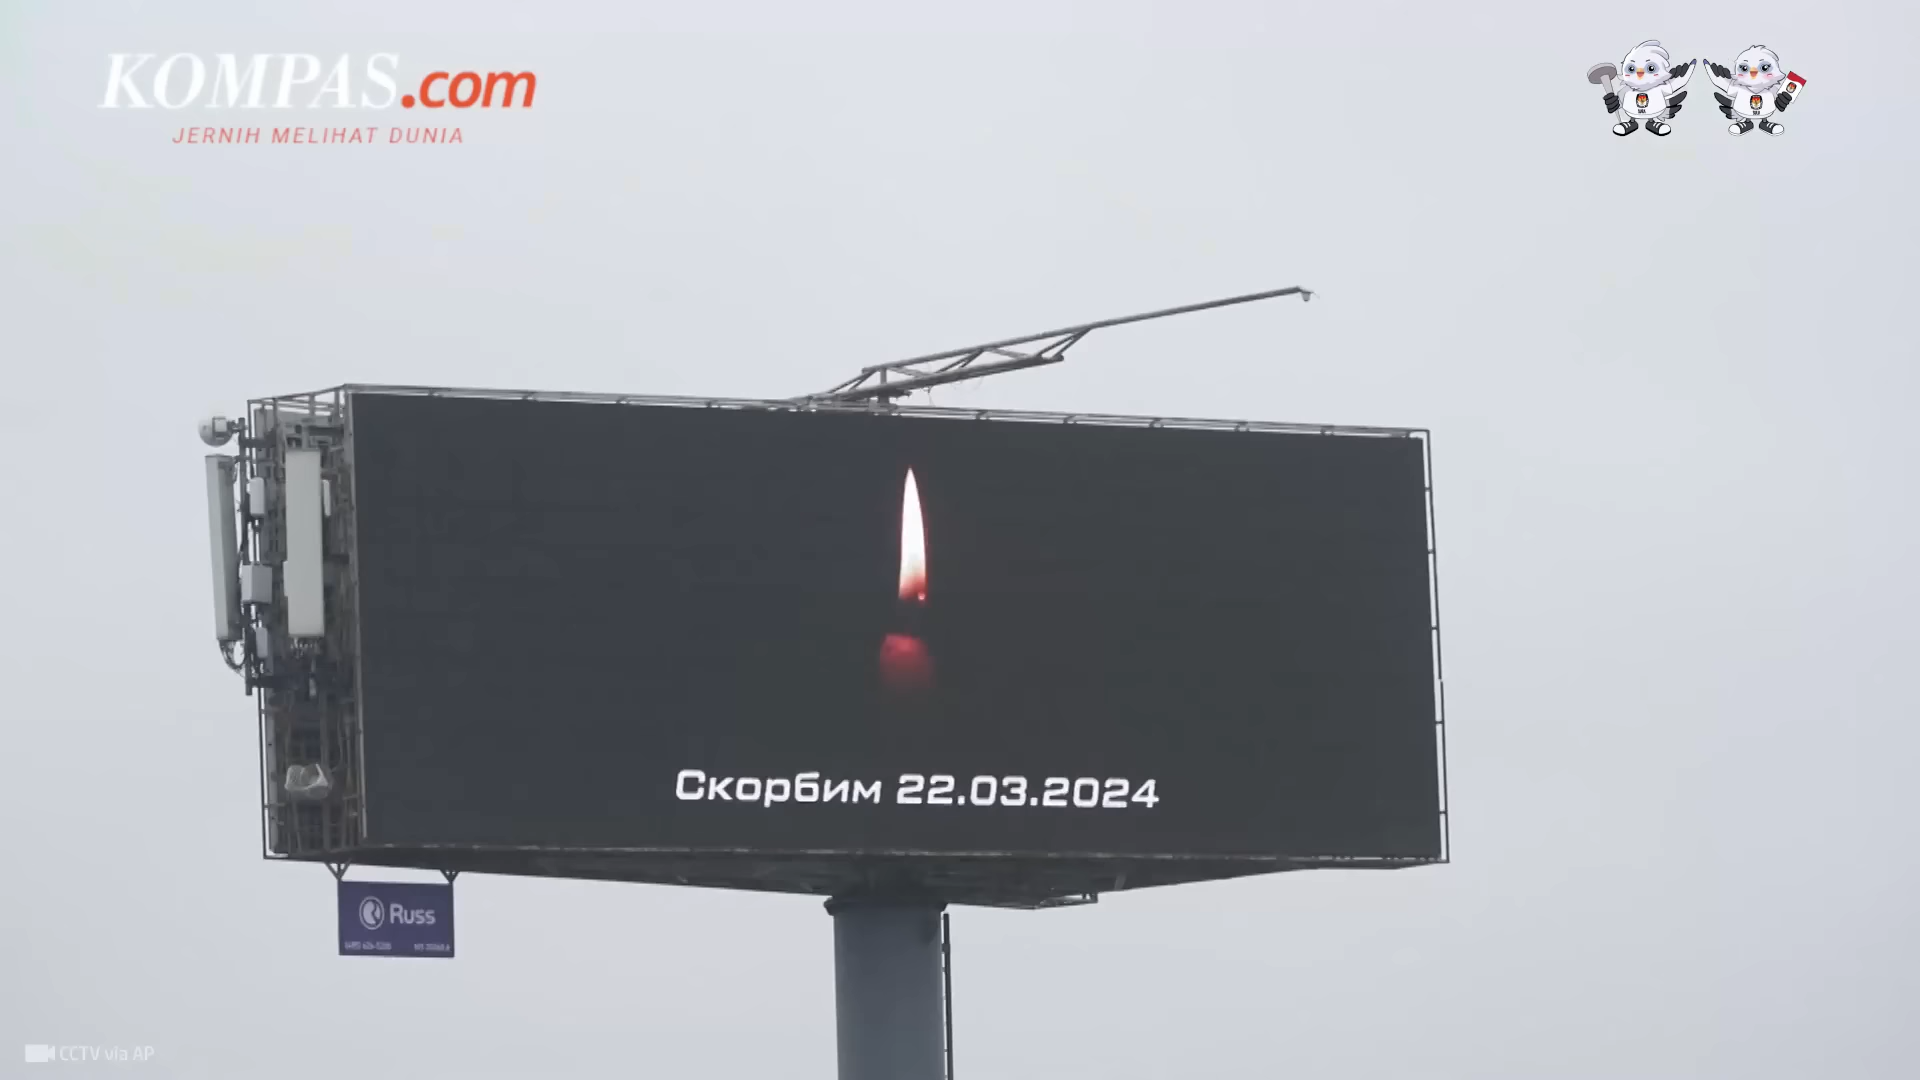 KOMPAS.com
JERNIH MELIHAT DUNIA
Скорбим 22.03.2024
Russ
CCTV via AP